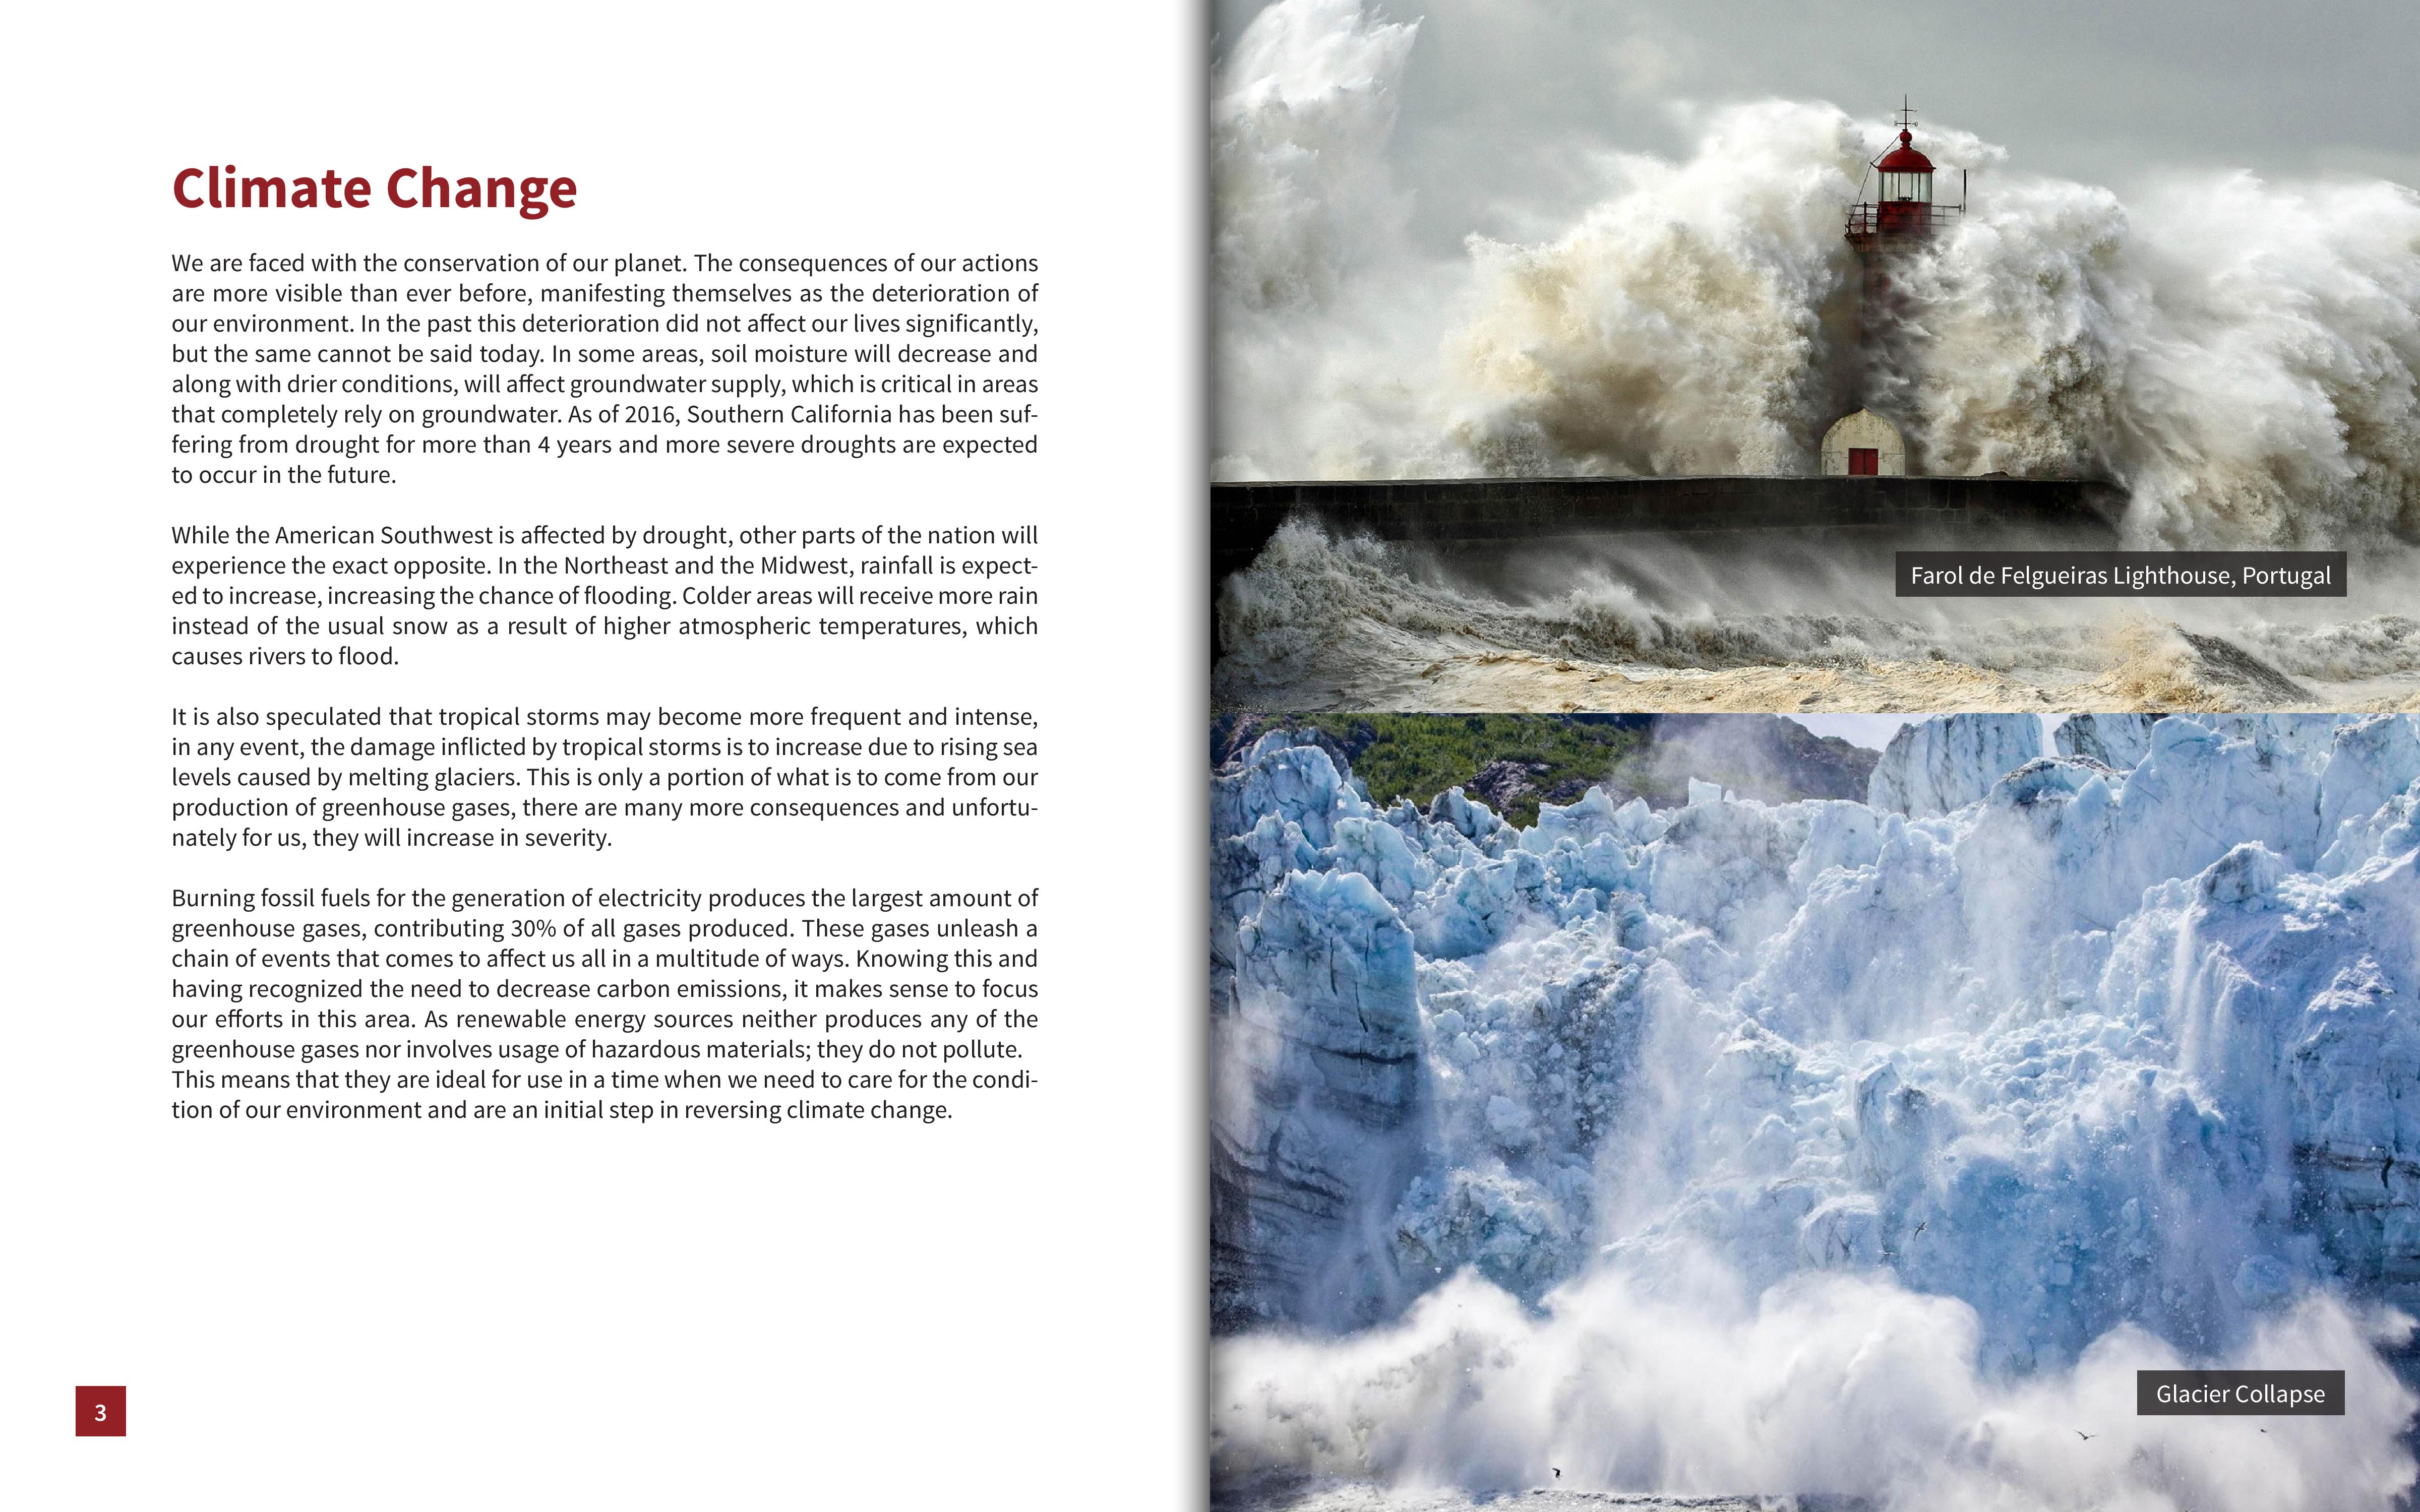 Climate Change
We are faced with the conservation of our planet. The consequences of our actions
are more visible than ever before, manifesting themselves as the deterioration of
our environment. In the past this deterioration did not affect our lives significantly,
but the same cannot be said today. In some areas, soil moisture will decrease and
along with drier conditions, will affect groundwater supply, which is critical in areas
that completely rely on groundwater. As of 2016, Southern California has been suf-
fering from drought for more than 4 years and more severe droughts are expected
to occur in the future.
While the American Southwest is affected by drought, other parts of the nation will
experience the exact opposite. In the Northeast and the Midwest, rainfall is expect-
ed to increase, increasing the chance of flooding. Colder areas will receive more rain
instead of the usual snow as a result of higher atmospheric temperatures, which
causes rivers to flood.
It is also speculated that tropical storms may become more frequent and intense,
in any event, the damage inflicted by tropical storms is to increase due to rising sea
levels caused by melting glaciers. This is only a portion of what is to come from our
production of greenhouse gases, there are many more consequences and unfortu-
nately for us, they will increase in severity.
Burning fossil fuels for the generation of electricity produces the largest amount of
greenhouse gases, contributing 30% of all gases produced. These gases unleash a
chain of events that comes to affect us all in a multitude of ways. Knowing this and
having recognized the need to decrease carbon emissions, it makes sense to focus
our efforts in this area. As renewable energy sources neither produces any of the
greenhouse gases nor involves usage of hazardous materials; they do not pollute.
This means that they are ideal for use in a time when we need to care for the condi-
tion of our environment and are an initial step in reversing climate change.
3
Farol de Felgueiras Lighthouse, Portugal
Glacier Collapse